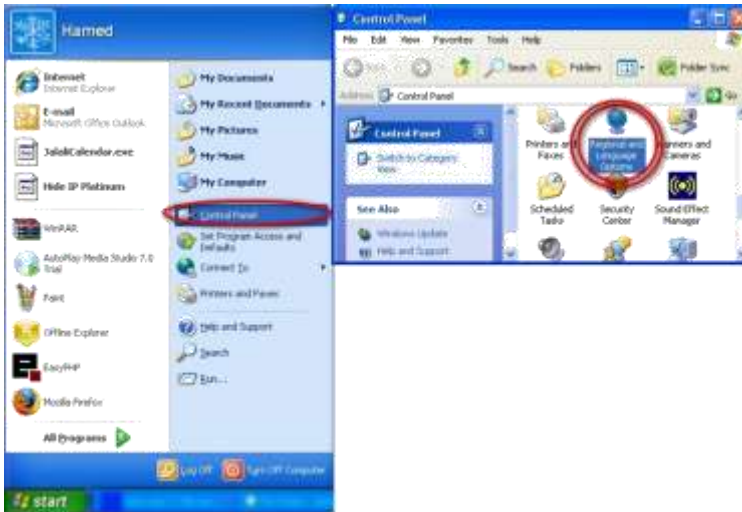 Hamed
Internet
Internet Explorer
E-mail
Microsoft Office Outlook
JalaliCalendar.exe
Hide IP Platinum
WinRAR
AutoPlay Media Studio 7.0
Trial
Paint
Offline Explorer
EasyPHP
Mozilla Firefox
All Programs
My Documents
My Recent Documents
My Pictures
My Music
My Computer
Control Panel
Set Program Access and
Defaults
Connect To
Printers and Faxes
Help and Support
Search
Run...
Log Off
Turn Off Computer
start
Control Panel
File Edit View Favorites Tools Help
Search Folders Folder Sync
Address Control Panel Go
Control Panel
Switch to Category
View
See Also
Windows Update
Help and Support
Printers and
Faxes
Regional and
Language
Options
Scanners and
Cameras
Scheduled
Tasks
Security
Center
Sound Effect
Manager